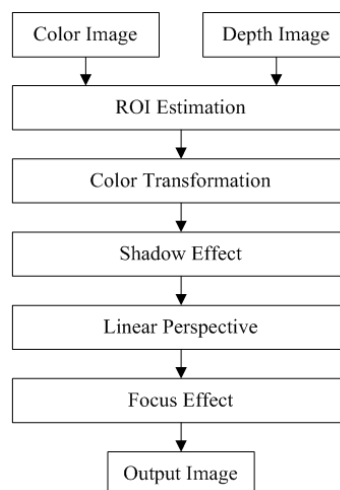 Color Image
Depth Image
ROI Estimation
Color Transformation
Shadow Effect
Linear Perspective
Focus Effect
Output Image